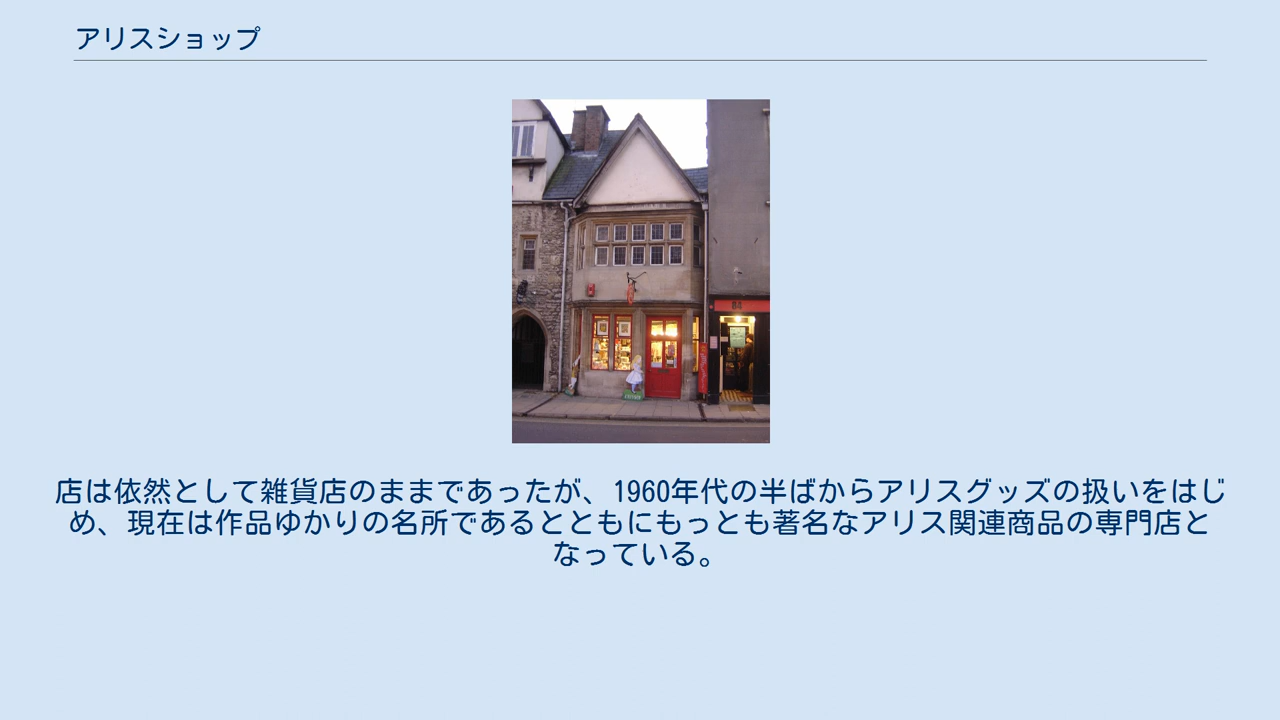 アリスショップ
84
店は依然として雑貨店のままであったが、1960年代の半ばからアリスグッズの扱いをはじ
め、現在は作品ゆかりの名所であるとともにもっとも著名なアリス関連商品の専門店と
なっている。